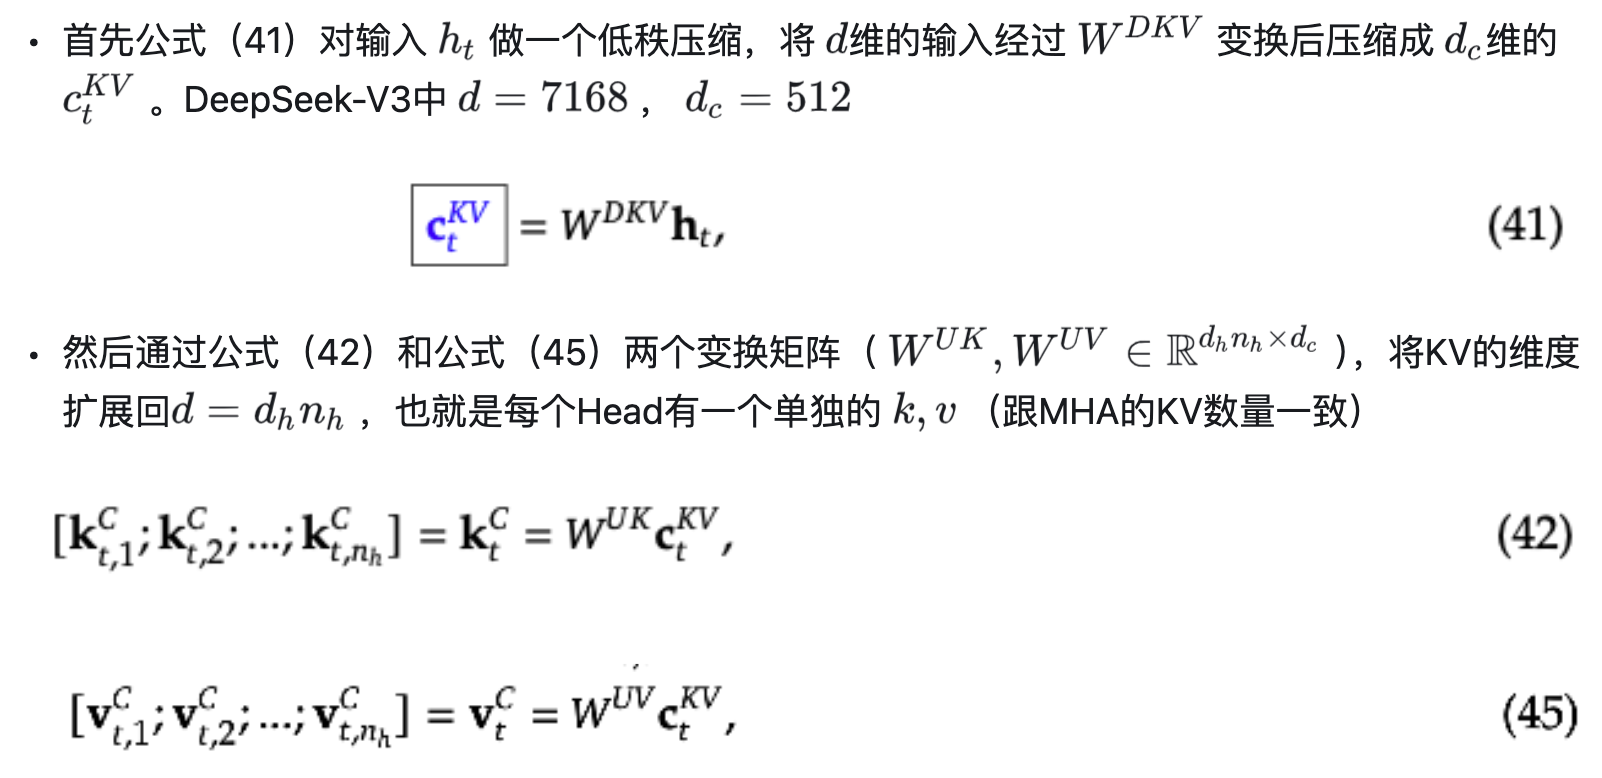 • 首先公式（41）对输入 $h_t$ 做一个低秩压缩，将 $d$维的输入经过 $W^{DKV}$ 变换后压缩成 $d_c$维的
$c_t^{KV}$ 。DeepSeek-V3中 $d = 7168$ ， $d_c = 512$
$\mathbf{c}_t^{KV} = W^{DKV}\mathbf{h}_t,$ (41)
• 然后通过公式（42）和公式（45）两个变换矩阵（ $W^{UK}, W^{UV} \in \mathbb{R}^{d_h n_h \times d_c}$ ），将KV的维度
扩展回$d = d_h n_h$ ，也就是每个Head有一个单独的 $k, v$ （跟MHA的KV数量一致）
$[\mathbf{k}_{t,1}^{C}; \mathbf{k}_{t,2}^{C}; ...; \mathbf{k}_{t,n_h}^{C}] = \mathbf{k}_t^{C} = W^{UK}\mathbf{c}_t^{KV},$ (42)
$[\mathbf{v}_{t,1}^{C}; \mathbf{v}_{t,2}^{C}; ...; \mathbf{v}_{t,n_h}^{C}] = \mathbf{v}_t^{C} = W^{UV}\mathbf{c}_t^{KV},$ (45)